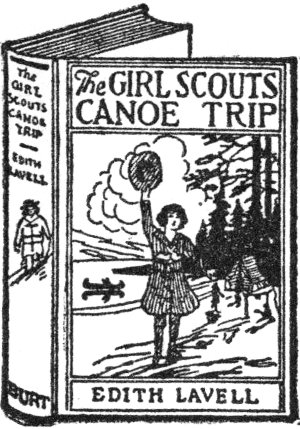 The
GIRL
SCOUTS
CANOE
TRIP
EDITH
LAVELL
BURT
The GIRL SCOUTS
CANOE TRIP
EDITH LAVELL